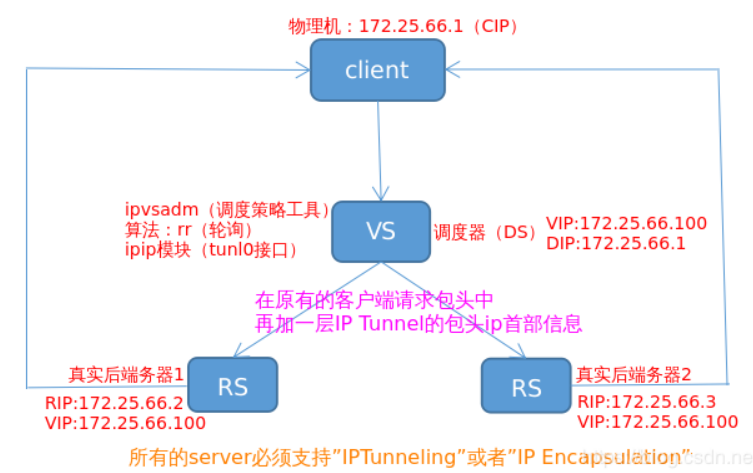 物理机：172.25.66.1（CIP）
client
ipvsadm（调度策略工具）
算法：rr（轮询）
ipip模块（tunl0接口）
VS
调度器（DS）
VIP:172.25.66.100
DIP:172.25.66.1
在原有的客户端请求包头中
再加一层IP Tunnel的包头ip首部信息
真实后端务器1
RS
RIP:172.25.66.2
VIP:172.25.66.100
RS
真实后端务器2
RIP:172.25.66.3
VIP:172.25.66.100
所有的server必须支持”IPTunneling”或者”IP Encapsulation”